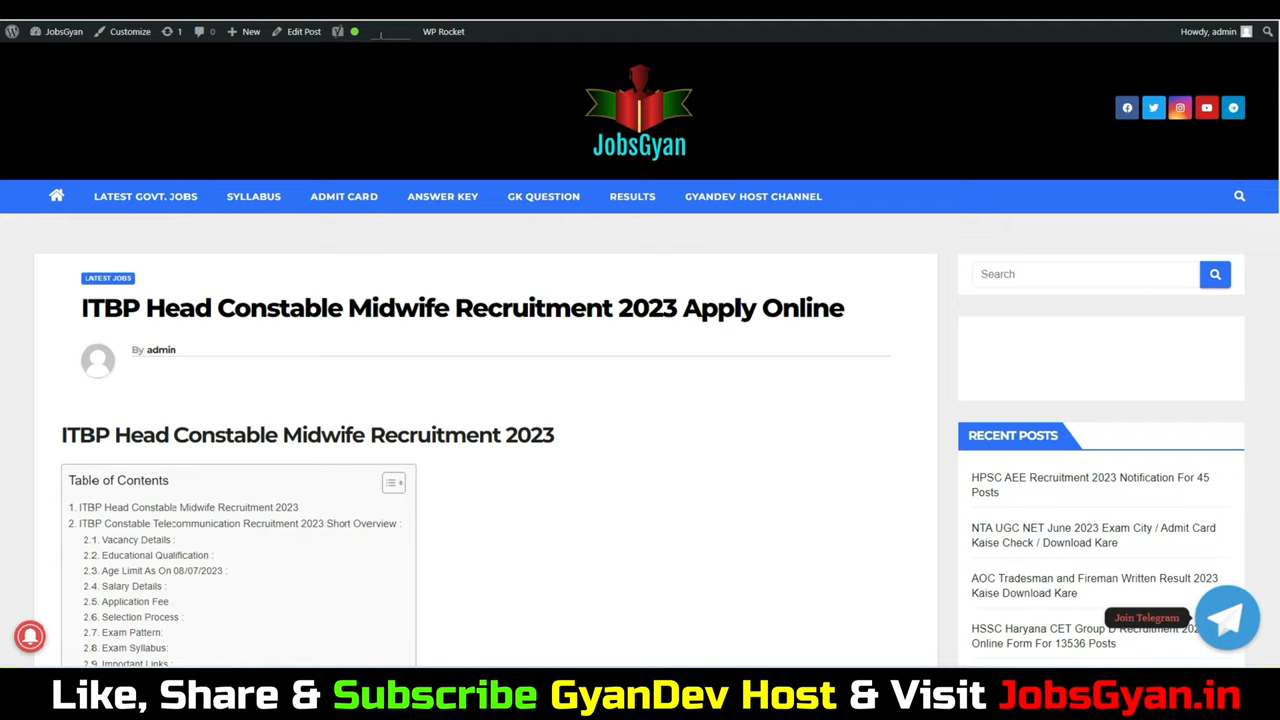 JobsGyan Customize 1 0 New Edit Post WP Rocket Howdy, admin
JobsGyan
LATEST GOVT. JOBS SYLLABUS ADMIT CARD ANSWER KEY GK QUESTION RESULTS GYANDEV HOST CHANNEL
LATEST JOBS
ITBP Head Constable Midwife Recruitment 2023 Apply Online
By admin
ITBP Head Constable Midwife Recruitment 2023
Table of Contents
1. ITBP Head Constable Midwife Recruitment 2023
2. ITBP Constable Telecommunication Recruitment 2023 Short Overview :
2.1. Vacancy Details :
2.2. Educational Qualification :
2.3. Age Limit As On 08/07/2023 :
2.4. Salary Details :
2.5. Application Fee
2.6. Selection Process :
2.7. Exam Pattern:
2.8. Exam Syllabus:
2.9. Important Links :
Search
RECENT POSTS
HPSC AEE Recruitment 2023 Notification For 45
Posts
NTA UGC NET June 2023 Exam City / Admit Card
Kaise Check / Download Kare
AOC Tradesman and Fireman Written Result 2023
Kaise Download Kare
Join Telegram
HSSC Haryana CET Group D Recruitment
Online Form For 13536 Posts
Like, Share & Subscribe GyanDev Host & Visit JobsGyan.in